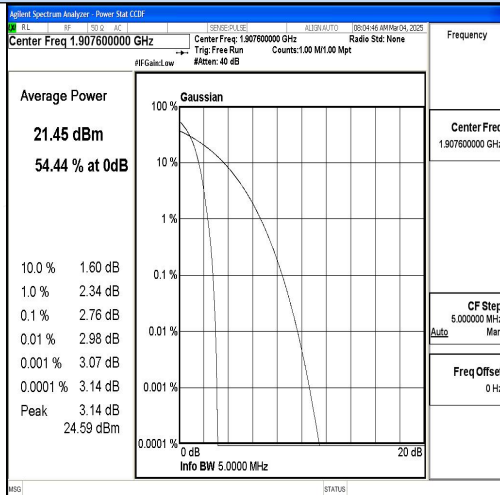 Agilent Spectrum Analyzer - Power Stat CCDF
RL RF 50 Ω AC SENSE:PULSE ALIGN AUTO 08:04:46 AM Mar 04, 2025
Center Freq 1.907600000 GHz
Center Freq: 1.907600000 GHz Radio Std: None
Trig: Free Run Counts:1.00 M/1.00 Mpt
#IFGain:Low #Atten: 40 dB
Frequency
Average Power
21.45 dBm
54.44 % at 0dB
10.0 % 1.60 dB
1.0 % 2.34 dB
0.1 % 2.76 dB
0.01 % 2.98 dB
0.001 % 3.07 dB
0.0001 % 3.14 dB
Peak 3.14 dB
24.59 dBm
Gaussian
100 %
10 %
1 %
0.1 %
0.01 %
0.001 %
0.0001 %
0 dB 20 dB
Info BW 5.0000 MHz
Center Freq
1.907600000 GHz
CF Step
5.000000 MHz
Auto Man
Freq Offset
0 Hz
MSG STATUS